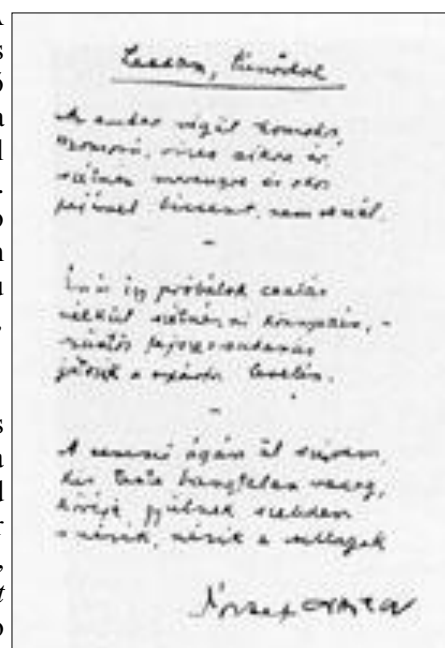 Lassan, tünődve
Az ember végül homokos,
szomorú, vizes síkra ér,
szétnéz merengve és okos
fejével biccent, nem remél.
–
Én is így próbálok csalás
nélkül szétnézni könnyedén, –
ezüstös fejszesuhanás
játszik a nyárfa levelén.
–
A semmi ágán ül szivem,
kis teste hangtalan vacog,
köréje gyűlnek szeliden
s nézik, nézik a csillagok
József Attila